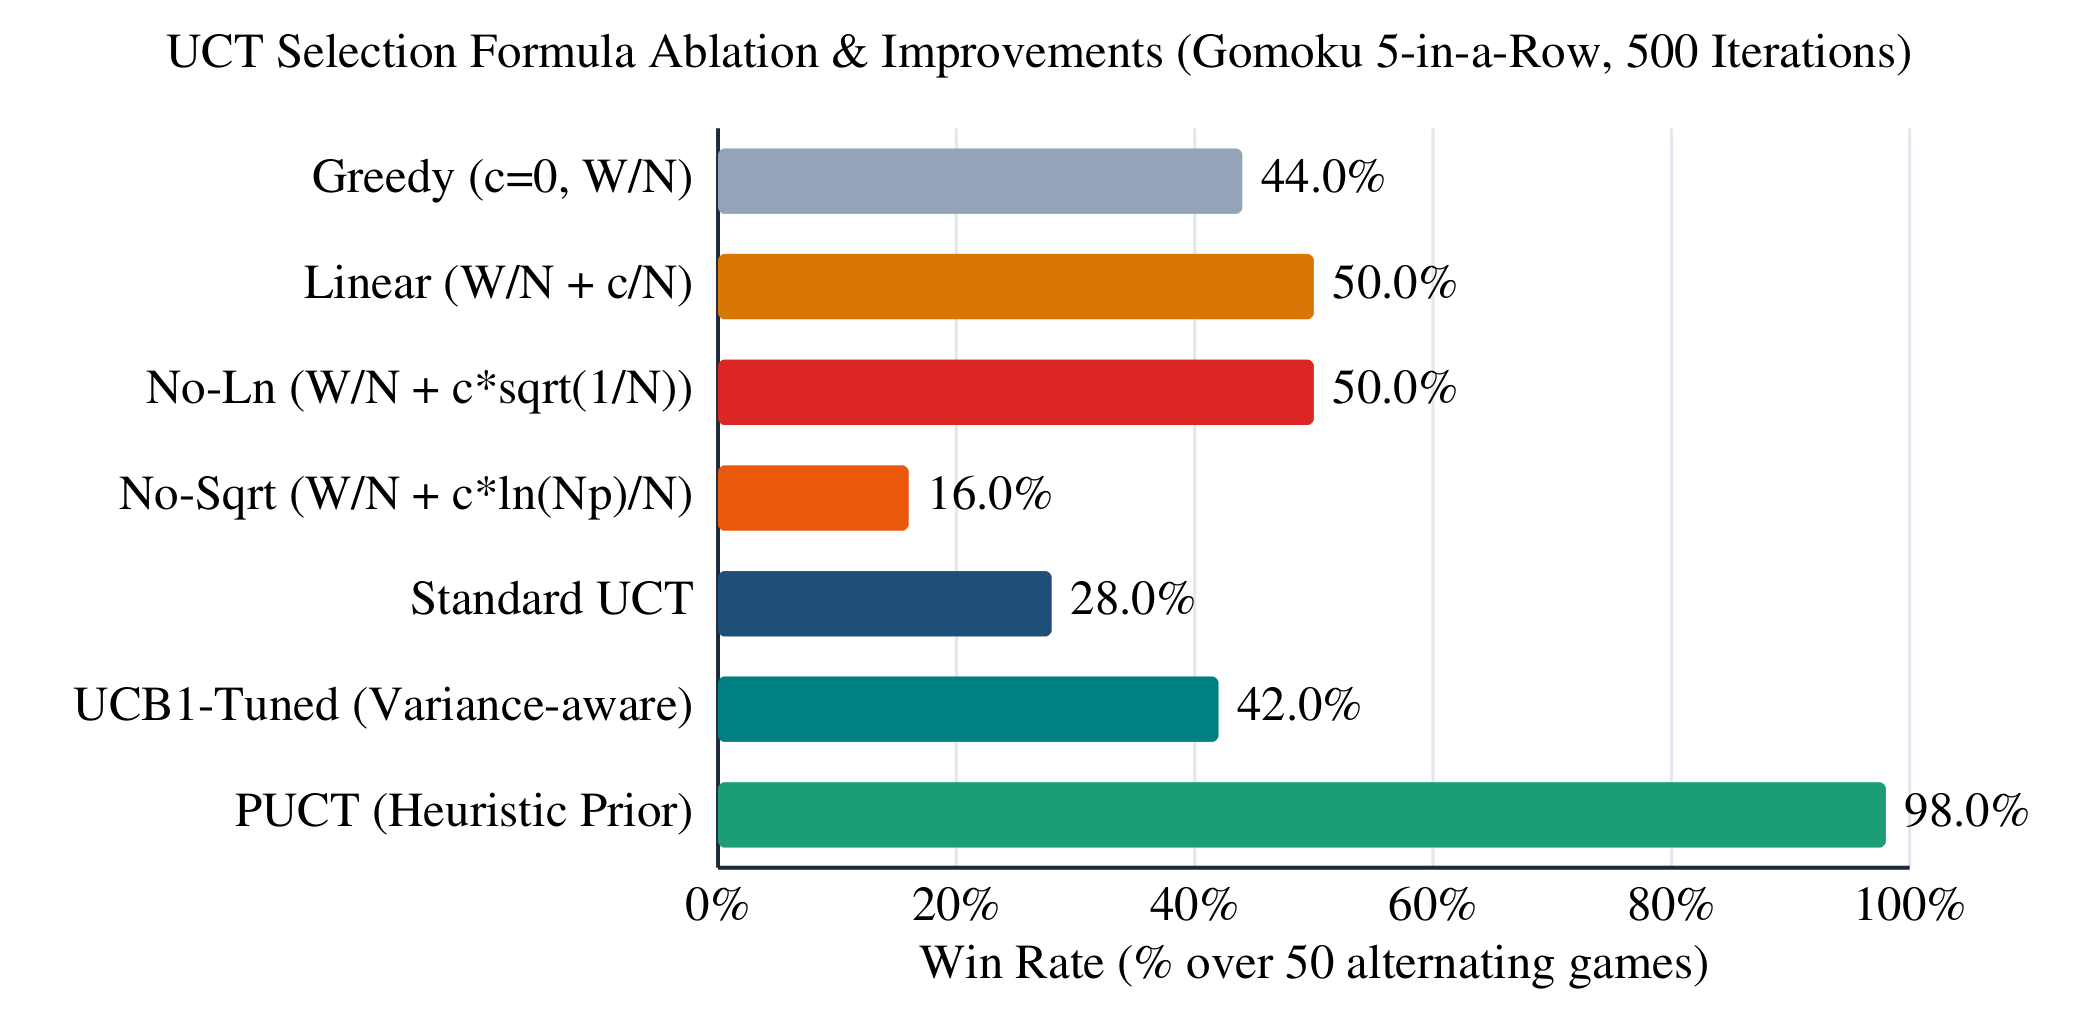 UCT Selection Formula Ablation & Improvements (Gomoku 5-in-a-Row, 500 Iterations)
Greedy (c=0, W/N) 44.0%
Linear (W/N + c/N) 50.0%
No-Ln (W/N + c*sqrt(1/N)) 50.0%
No-Sqrt (W/N + c*ln(Np)/N) 16.0%
Standard UCT 28.0%
UCB1-Tuned (Variance-aware) 42.0%
PUCT (Heuristic Prior) 98.0%
0% 20% 40% 60% 80% 100%
Win Rate (% over 50 alternating games)